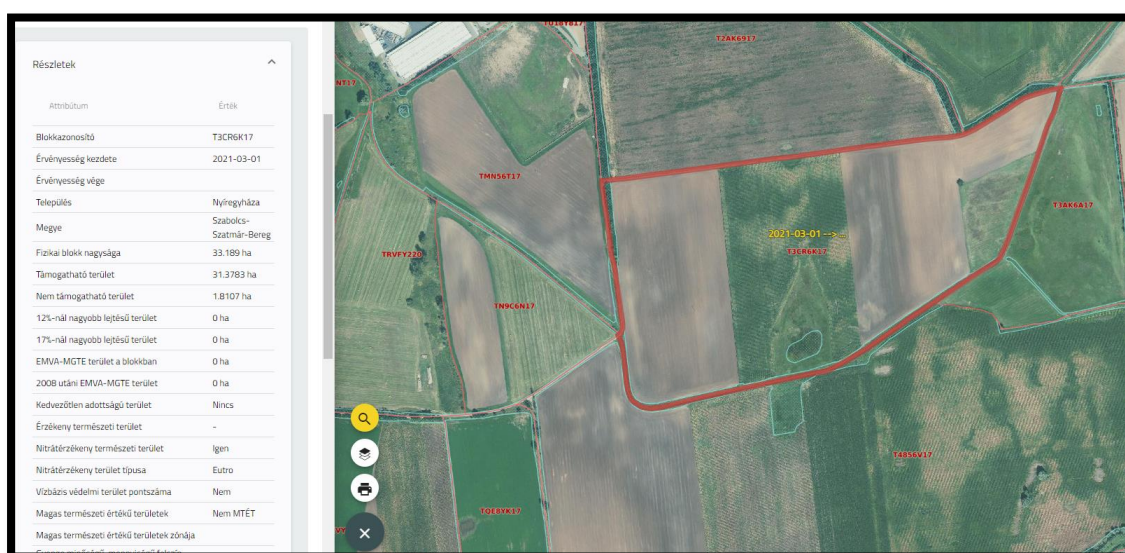 Részletek
Attribútum Érték
Blokkazonosító T3CR6K17
Érvényesség kezdete 2021-03-01
Érvényesség vége
Település Nyíregyháza
Megye Szabolcs-
Szatmár-Bereg
Fizikai blokk nagysága 33.189 ha
Támogatható terület 31.3783 ha
Nem támogatható terület 1.8107 ha
12%-nál nagyobb lejtésű terület 0 ha
17%-nál nagyobb lejtésű terület 0 ha
EMVA-MGTE terület a blokkban 0 ha
2008 utáni EMVA-MGTE terület 0 ha
Kedvezőtlen adottságú terület Nincs
Érzékeny természeti terület -
Nitrátérzékeny természeti terület Igen
Nitrátérzékeny terület típusa Eutro
Vízbázis védelmi terület pontszáma Nem
Magas természeti értékű területek Nem MTÉT
Magas természeti értékű területek zónája
T2AK6917
NT17
TMN56T17
T3AK6A17
2021-03-01 -->...
T3CR6K17
TRVFY220
TN9C6N17
T4856V17
TQE8YK17